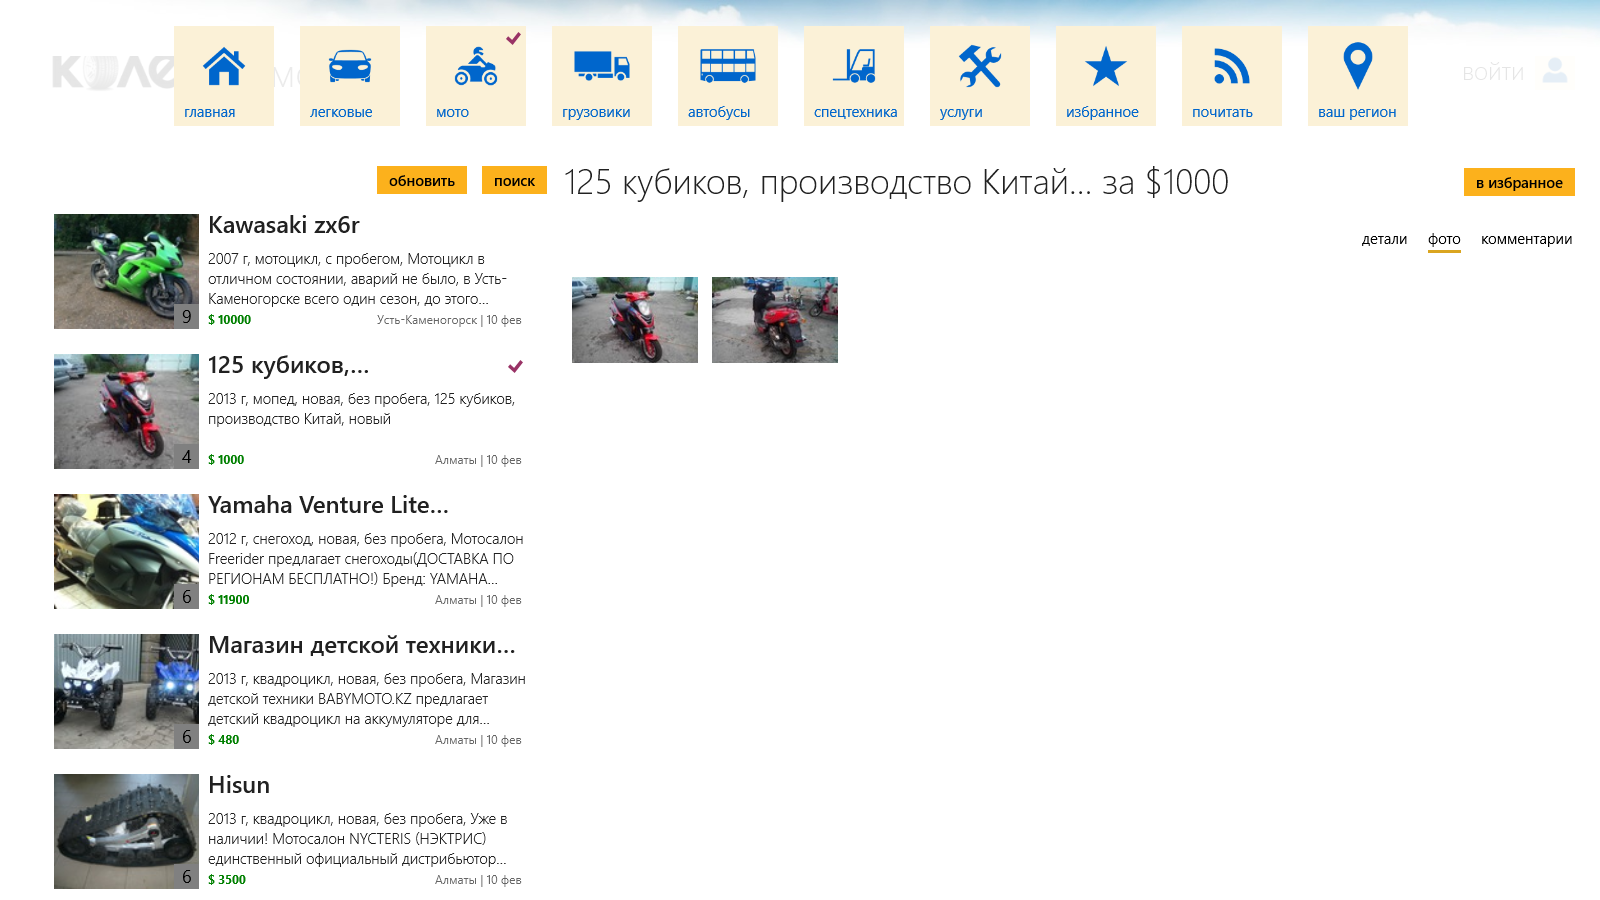 КОЛЕ
МО
главная
легковые
мото
грузовики
автобусы
спецтехника
услуги
избранное
почитать
ваш регион
войти
обновить
поиск
125 кубиков, производство Китай... за $1000
в избранное
детали
фото
комментарии
Kawasaki zx6r
2007 г, мотоцикл, с пробегом, Мотоцикл в
отличном состоянии, аварий не было, в Усть-
Каменогорске всего один сезон, до этого...
9
$ 10000
Усть-Каменогорск | 10 фев
125 кубиков,...
2013 г, мопед, новая, без пробега, 125 кубиков,
производство Китай, новый
4
$ 1000
Алматы | 10 фев
Yamaha Venture Lite...
2012 г, снегоход, новая, без пробега, Мотосалон
Freerider предлагает снегоходы(ДОСТАВКА ПО
РЕГИОНАМ БЕСПЛАТНО!) Бренд: YAMAHA...
6
$ 11900
Алматы | 10 фев
Магазин детской техники...
2013 г, квадроцикл, новая, без пробега, Магазин
детской техники BABYMOTO.KZ предлагает
детский квадроцикл на аккумуляторе для...
6
$ 480
Алматы | 10 фев
Hisun
2013 г, квадроцикл, новая, без пробега, Уже в
наличии! Мотосалон NYCTERIS (НЭКТРИС)
единственный официальный дистрибьютор...
6
$ 3500
Алматы | 10 фев